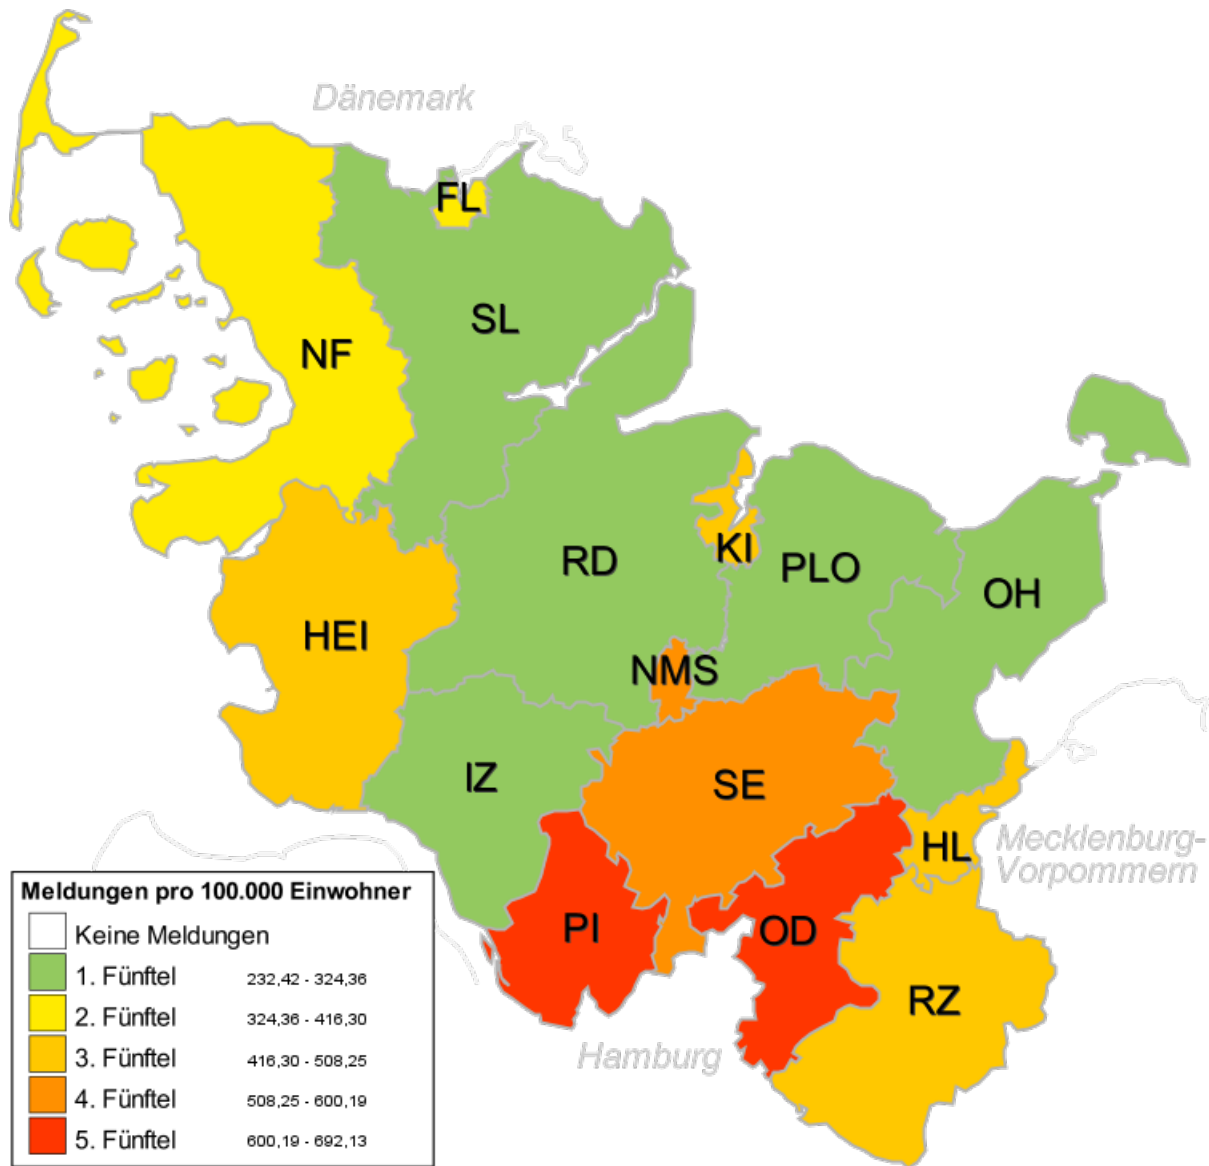 Dänemark
FL
SL
NF
RD
KI
PLO
OH
HEI
NMS
IZ
SE
HL
Mecklenburg-
Vorpommern
PI
OD
RZ
Hamburg
Meldungen pro 100.000 Einwohner
Keine Meldungen
1. Fünftel 232,42 - 324,36
2. Fünftel 324,36 - 416,30
3. Fünftel 416,30 - 508,25
4. Fünftel 508,25 - 600,19
5. Fünftel 600,19 - 692,13